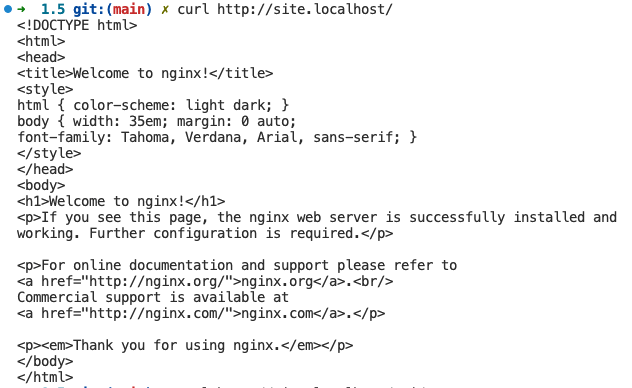 ➜ 1.5 git:(main) ✗ curl http://site.localhost/
<!DOCTYPE html>
<html>
<head>
<title>Welcome to nginx!</title>
<style>
html { color-scheme: light dark; }
body { width: 35em; margin: 0 auto;
font-family: Tahoma, Verdana, Arial, sans-serif; }
</style>
</head>
<body>
<h1>Welcome to nginx!</h1>
<p>If you see this page, the nginx web server is successfully installed and
working. Further configuration is required.</p>

<p>For online documentation and support please refer to
<a href="http://nginx.org/">nginx.org</a>.<br/>
Commercial support is available at
<a href="http://nginx.com/">nginx.com</a>.</p>

<p><em>Thank you for using nginx.</em></p>
</body>
</html>